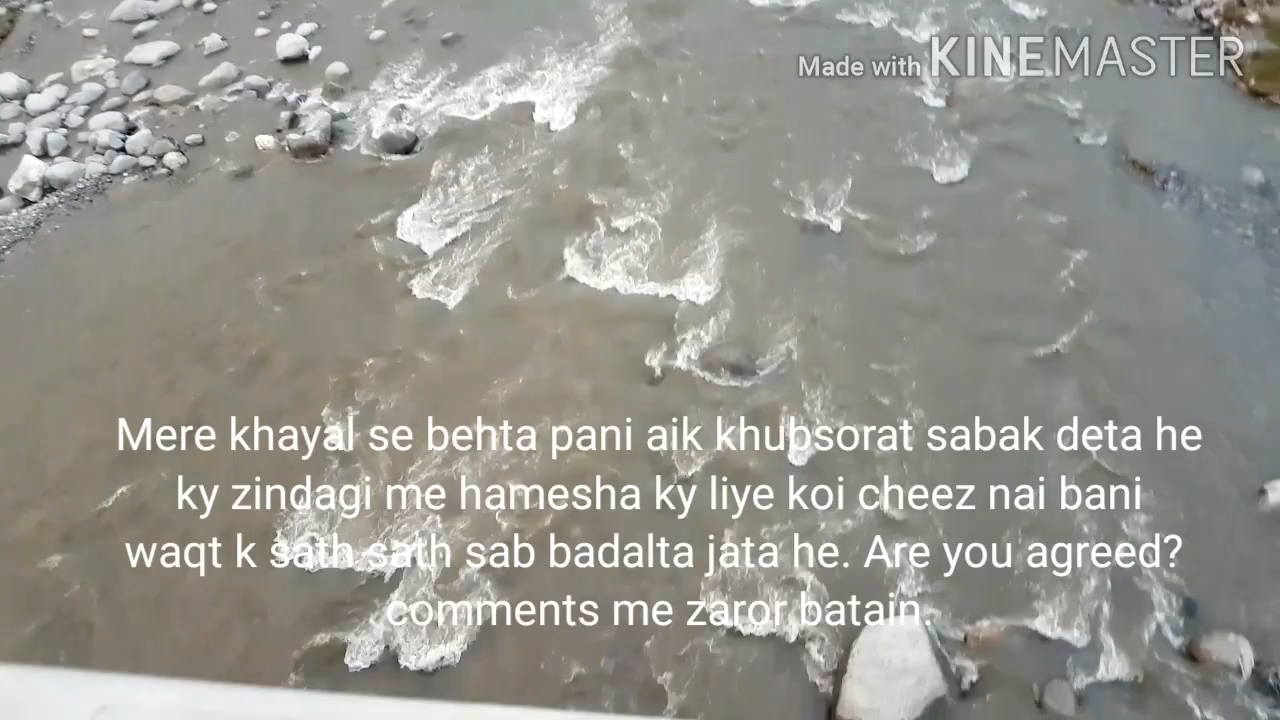 Made with KINEMASTER
Mere khayal se behta pani aik khubsorat sabak deta he
ky zindagi me hamesha ky liye koi cheez nai bani
waqt k sath sath sab badalta jata he. Are you agreed?
comments me zaror batain.